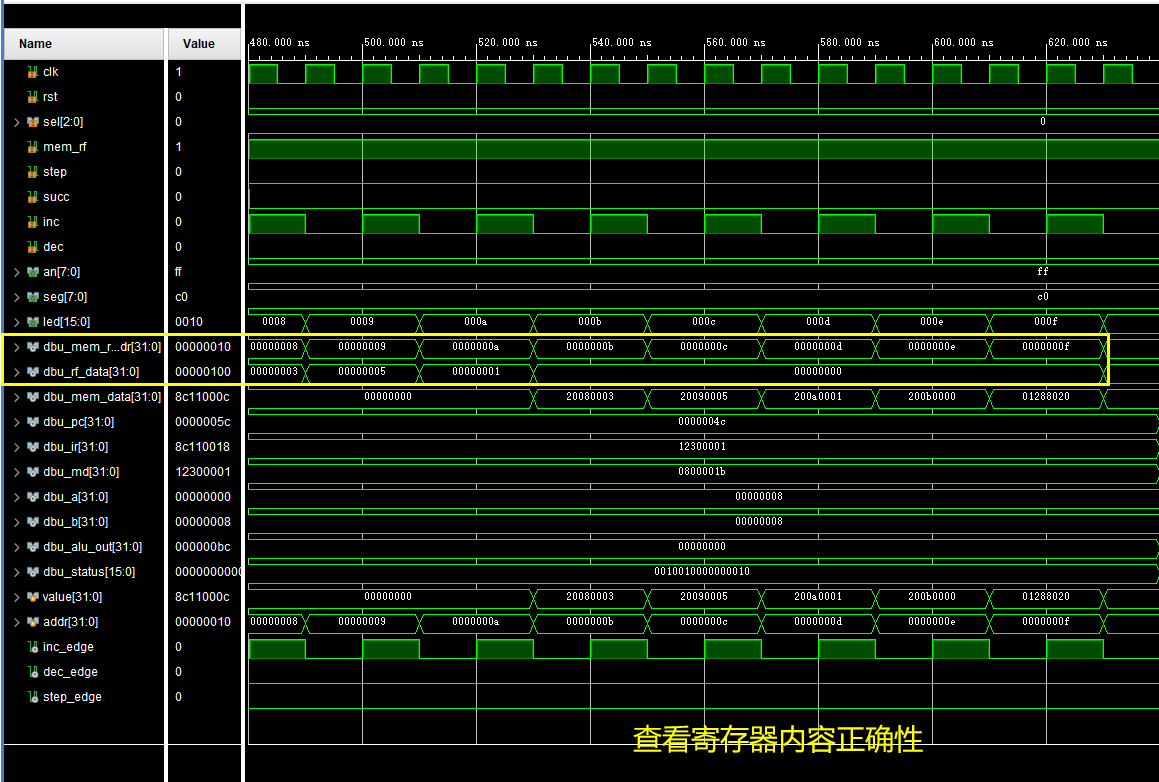 Name Value 480.000 ns 500.000 ns 520.000 ns 540.000 ns 560.000 ns 580.000 ns 600.000 ns 620.000 ns
clk 1
rst 0
sel[2:0] 0 0
mem_rf 1
step 0
succ 0
inc 0
dec 0
an[7:0] ff ff
seg[7:0] c0 c0
led[15:0] 0010 0008 0009 000a 000b 000c 000d 000e 000f
dbu_mem_r...dr[31:0] 00000010 00000008 00000009 0000000a 0000000b 0000000c 0000000d 0000000e 0000000f
dbu_rf_data[31:0] 00000100 00000003 00000005 00000001 00000000
dbu_mem_data[31:0] 8c11000c 00000000 20080003 20090005 200a0001 200b0000 01288020
dbu_pc[31:0] 0000005c 0000004c
dbu_ir[31:0] 8c110018 12300001
dbu_md[31:0] 12300001 0800001b
dbu_a[31:0] 00000000 00000008
dbu_b[31:0] 00000008 00000008
dbu_alu_out[31:0] 000000bc 00000000
dbu_status[15:0] 0000000000 0010010000000010
value[31:0] 8c11000c 00000000 20080003 20090005 200a0001 200b0000 01288020
addr[31:0] 00000010 00000008 00000009 0000000a 0000000b 0000000c 0000000d 0000000e 0000000f
inc_edge 0
dec_edge 0
step_edge 0
查看寄存器内容正确性